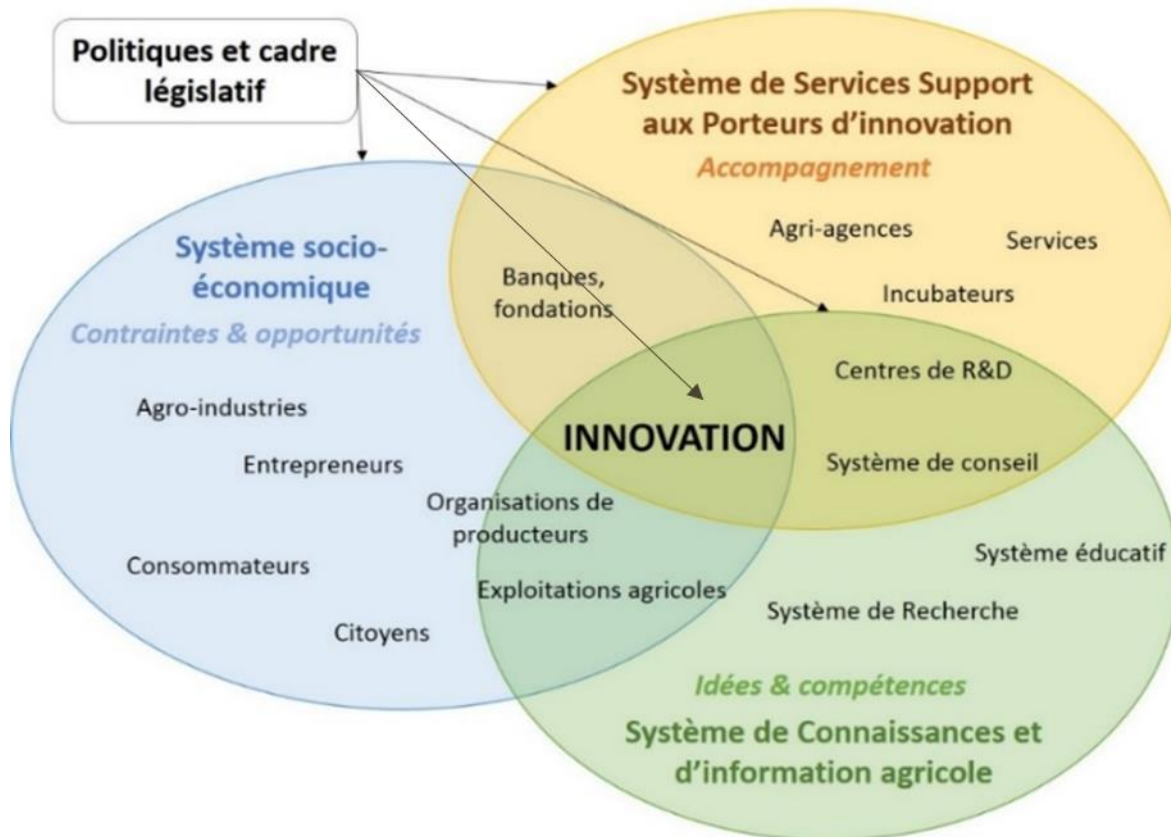 Politiques et cadre
législatif
Système de Services Support
aux Porteurs d’innovation
Accompagnement
Agri-agences
Services
Incubateurs
Système socio-
économique
Contraintes & opportunités
Banques,
fondations
Centres de R&D
Agro-industries
INNOVATION
Entrepreneurs
Système de conseil
Organisations de
producteurs
Consommateurs
Système éducatif
Exploitations agricoles
Système de Recherche
Citoyens
Idées & compétences
Système de Connaissances et
d’information agricole